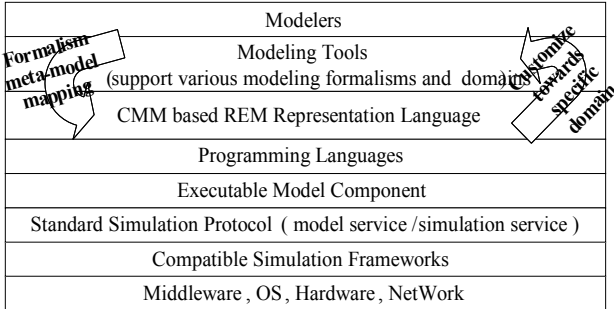 Modelers
Formalism
meta-model
mapping
Modeling Tools
(support various modeling formalisms and domains)
Customize
towards
specific
domain
CMM based REM Representation Language
Programming Languages
Executable Model Component
Standard Simulation Protocol ( model service /simulation service )
Compatible Simulation Frameworks
Middleware , OS , Hardware , NetWork